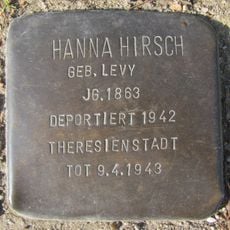 HANNA HIRSCH
GEB. LEVY
JG. 1863
DEPORTIERT 1942
THERESIENSTADT
TOT 9.4.1943